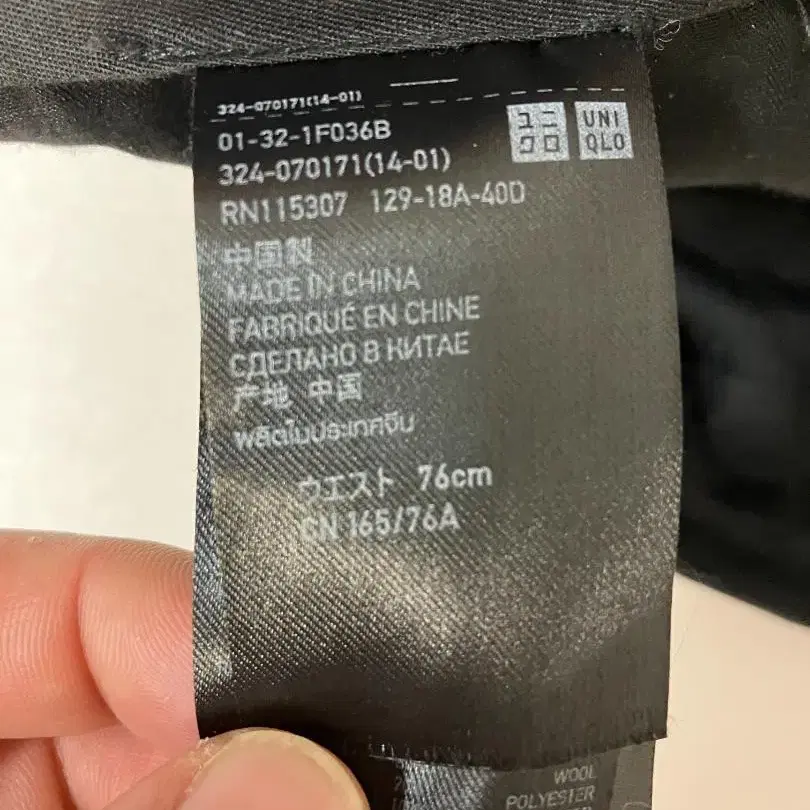 324-070171(14-01)
01-32-1F036B
324-070171(14-01)
RN115307 129-18A-40D
ユニ
クロ
UNI
QLO
中国製
MADE IN CHINA
FABRIQUÉ EN CHINE
СДЕЛАНО В КИТАЕ
产地 中国
ผลิตในประเทศจีน
ウエスト 76cm
CN 165/76A
WOOL
POLYESTER